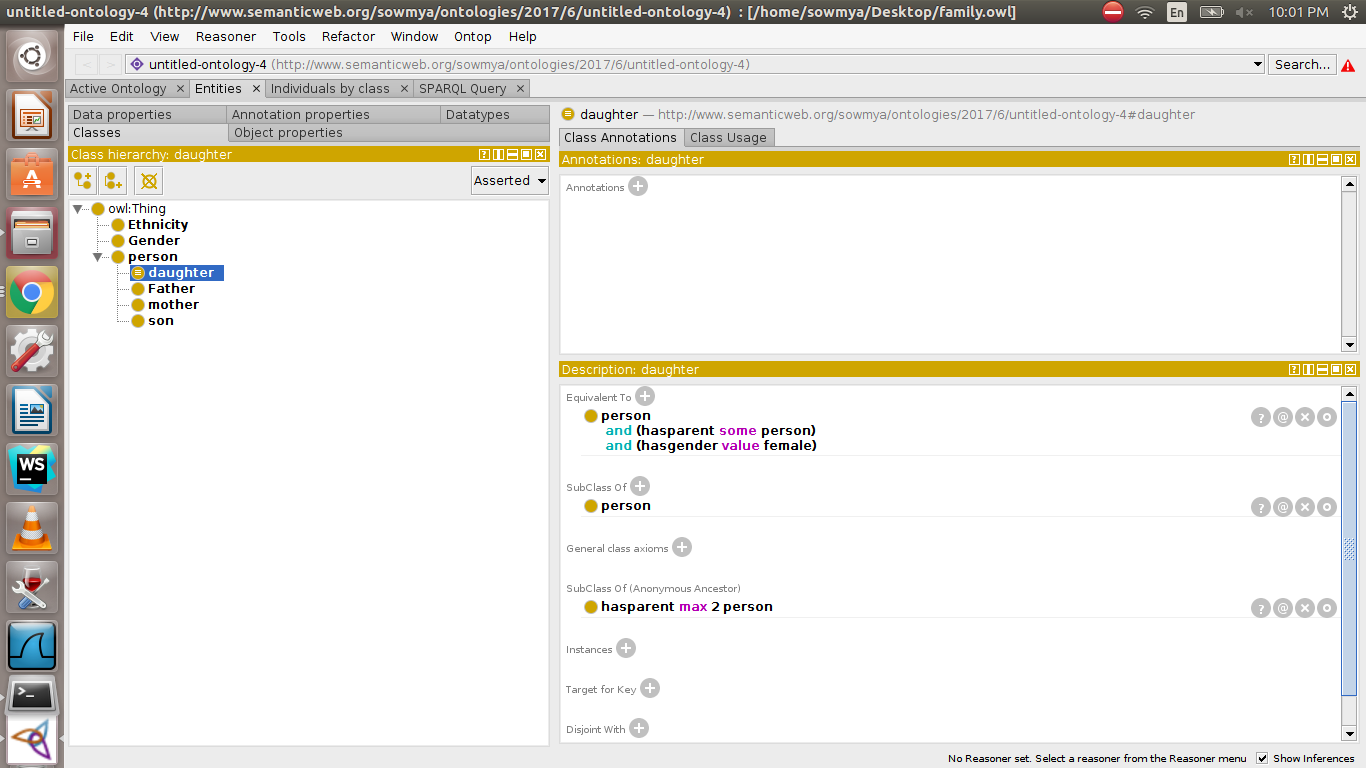 untitled-ontology-4 (http://www.semanticweb.org/sowmya/ontologies/2017/6/untitled-ontology-4) : [/home/sowmya/Desktop/family.owl]
En
10:01 PM
File Edit View Reasoner Tools Refactor Window Ontop Help
< >
untitled-ontology-4 (http://www.semanticweb.org/sowmya/ontologies/2017/6/untitled-ontology-4)
Search...
Active Ontology × Entities × Individuals by class × SPARQL Query ×
Data properties Annotation properties Datatypes
Classes Object properties
Class hierarchy: daughter
Asserted
owl:Thing
Ethnicity
Gender
person
daughter
Father
mother
son
daughter — http://www.semanticweb.org/sowmya/ontologies/2017/6/untitled-ontology-4#daughter
Class Annotations Class Usage
Annotations: daughter
Annotations
Description: daughter
Equivalent To
person
and (hasparent some person)
and (hasgender value female)
SubClass Of
person
General class axioms
SubClass Of (Anonymous Ancestor)
hasparent max 2 person
Instances
Target for Key
Disjoint With
WS
>_
No Reasoner set. Select a reasoner from the Reasoner menu
Show Inferences